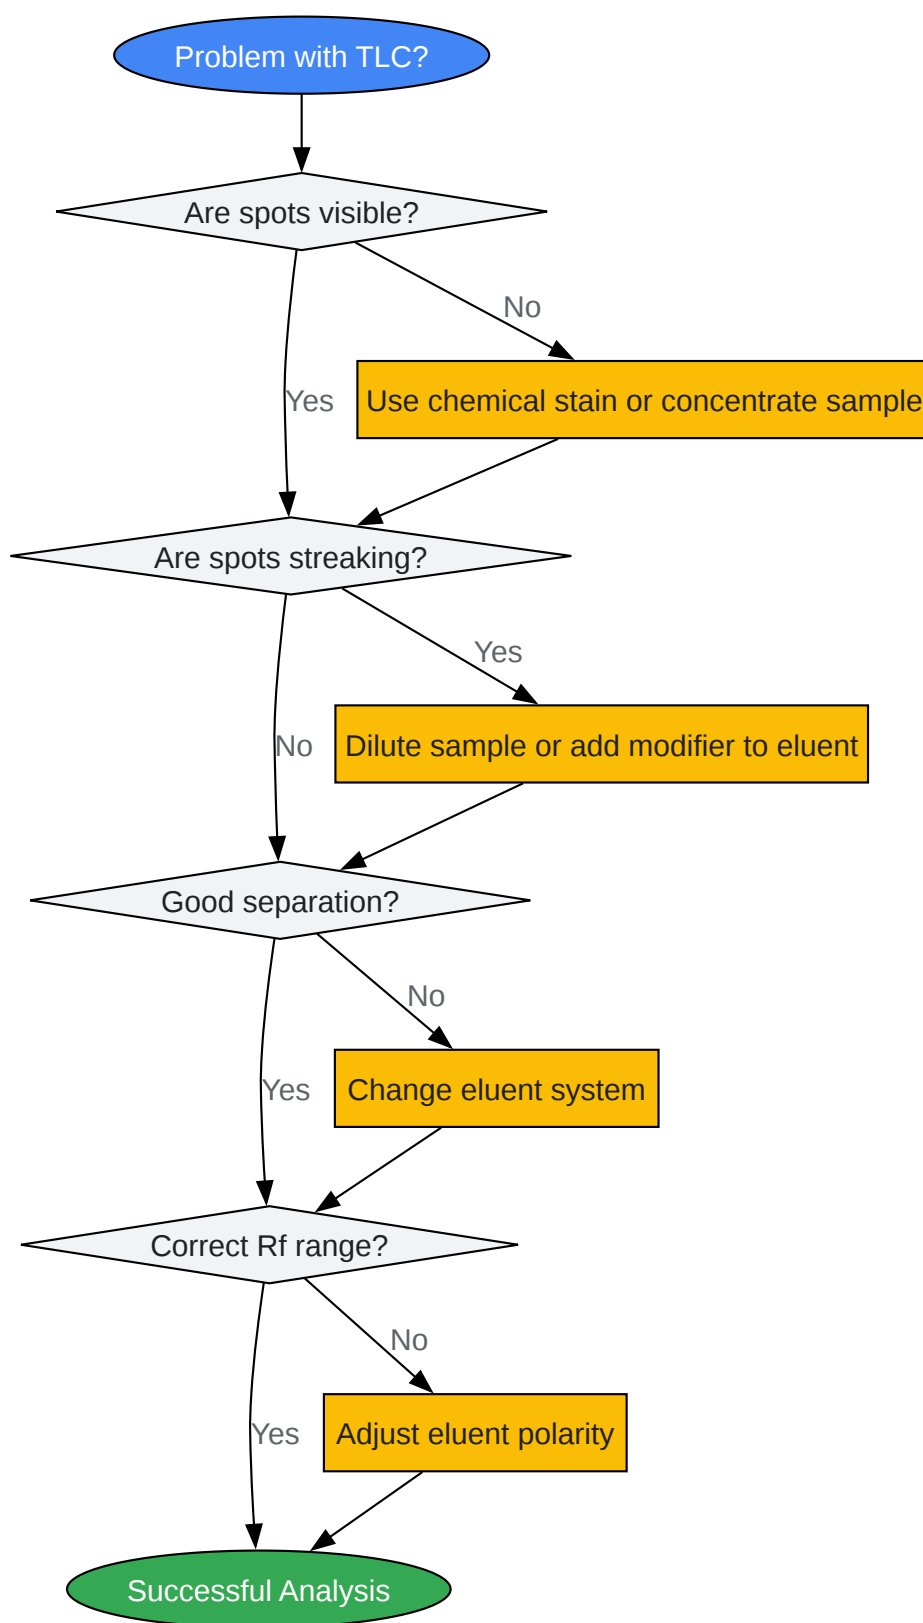 Problem with TLC?
Are spots visible?
No
Yes
Use chemical stain or concentrate sample
Are spots streaking?
Yes
No
Dilute sample or add modifier to eluent
Good separation?
No
Yes
Change eluent system
Correct Rf range?
No
Yes
Adjust eluent polarity
Successful Analysis